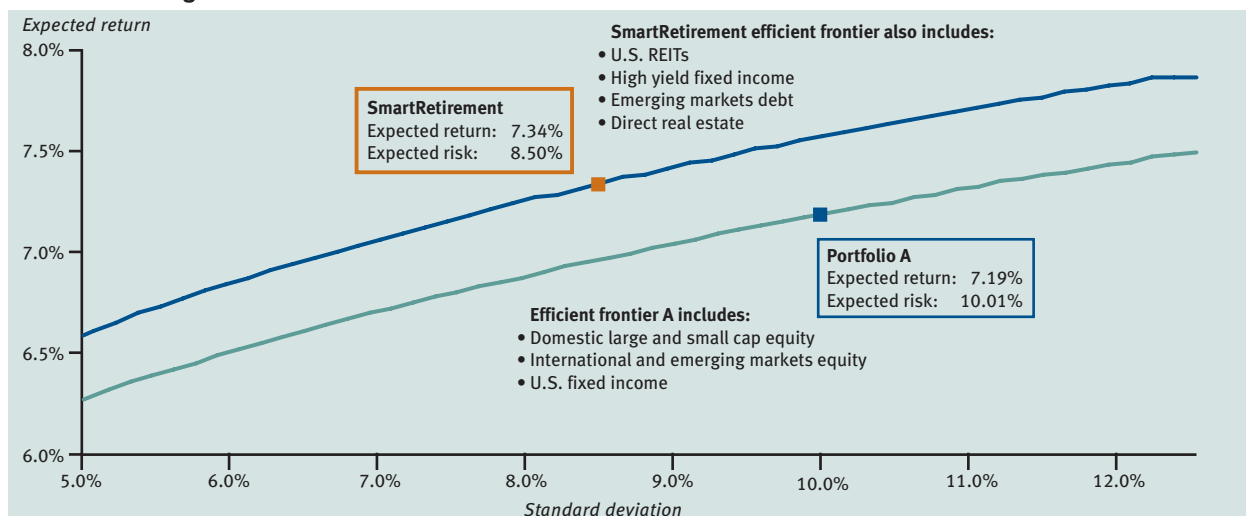 Expected return
8.0%
7.5%
7.0%
6.5%
6.0%
SmartRetirement
Expected return: 7.34%
Expected risk: 8.50%
SmartRetirement efficient frontier also includes:
• U.S. REITs
• High yield fixed income
• Emerging markets debt
• Direct real estate
Portfolio A
Expected return: 7.19%
Expected risk: 10.01%
Efficient frontier A includes:
• Domestic large and small cap equity
• International and emerging markets equity
• U.S. fixed income
5.0% 6.0% 7.0% 8.0% 9.0% 10.0% 11.0% 12.0%
Standard deviation